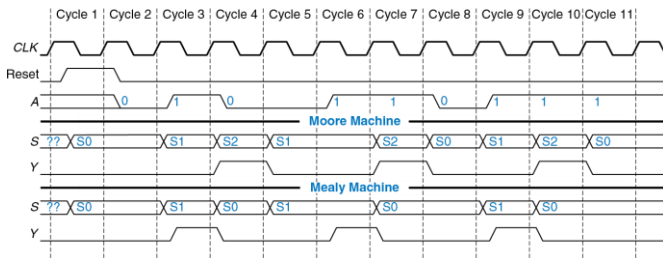 Cycle 1 Cycle 2 Cycle 3 Cycle 4 Cycle 5 Cycle 6 Cycle 7 Cycle 8 Cycle 9 Cycle 10 Cycle 11
CLK
Reset
A 0 1 0 1 1 0 1 1 1
Moore Machine
S ?? S0 S1 S2 S1 S2 S0 S1 S2 S0
Y
Mealy Machine
S ?? S0 S1 S0 S1 S0 S1 S0
Y